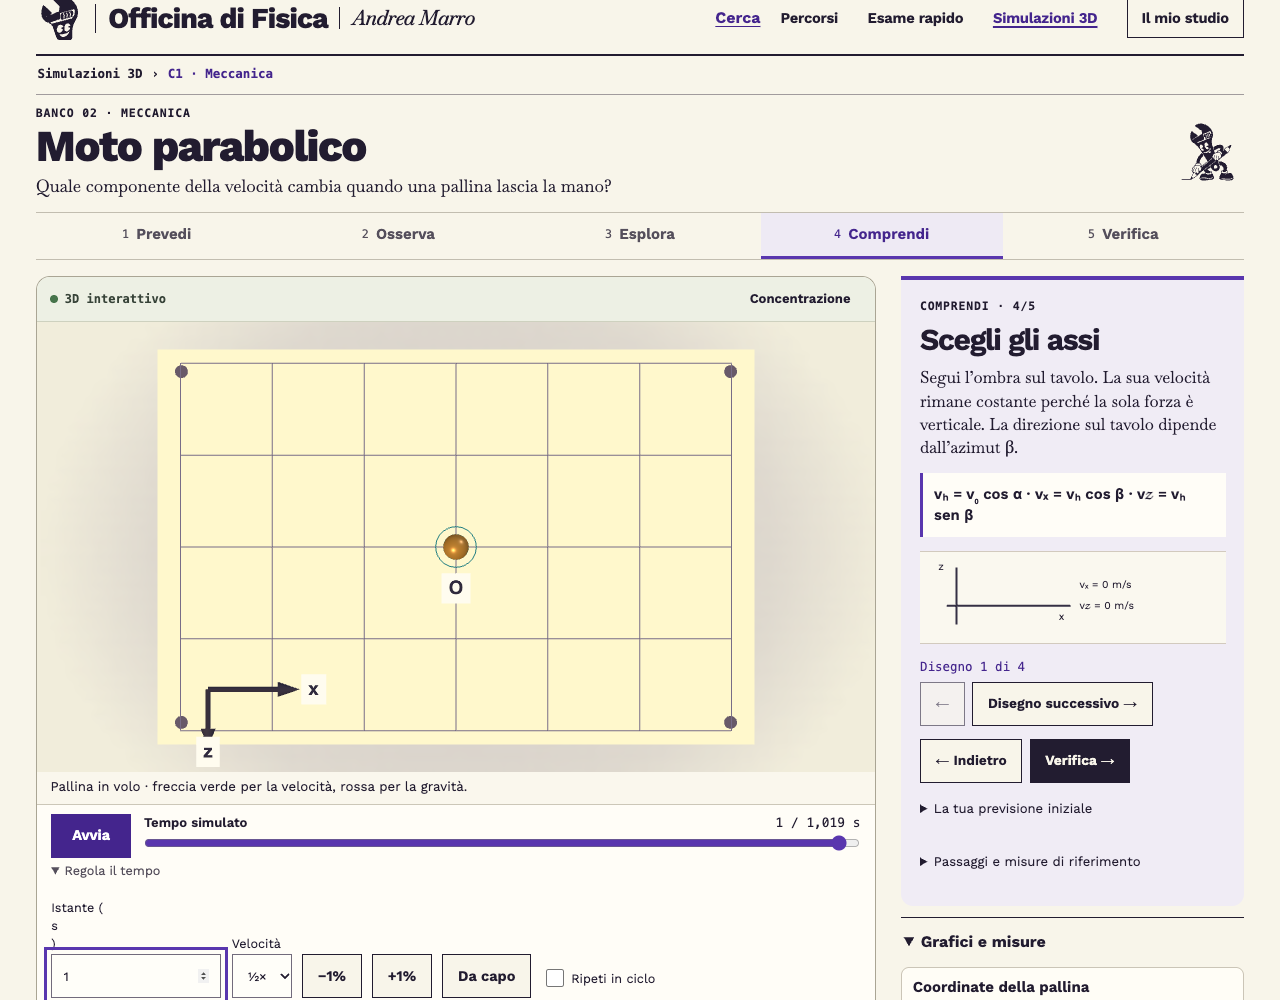 Officina di Fisica
Andrea Marro
Cerca
Percorsi
Esame rapido
Simulazioni 3D
Il mio studio
Simulazioni 3D › C1 · Meccanica
BANCO 02 · MECCANICA
Moto parabolico
Quale componente della velocità cambia quando una pallina lascia la mano?
1 Prevedi
2 Osserva
3 Esplora
4 Comprendi
5 Verifica
3D interattivo
Concentrazione
O
x
z
Pallina in volo · freccia verde per la velocità, rossa per la gravità.
Avvia
Tempo simulato
1 / 1,019 s
▼ Regola il tempo
Istante (
s
)
1
Velocità
½×
−1%
+1%
Da capo
Ripeti in ciclo
COMPRENDI · 4/5
Scegli gli assi
Segui l’ombra sul tavolo. La sua velocità
rimane costante perché la sola forza è
verticale. La direzione sul tavolo dipende
dall’azimut β.
vₕ = v₀ cos α · vₓ = vₕ cos β · v𝑧 = vₕ
sen β
z
x
vₓ = 0 m/s
v𝑧 = 0 m/s
Disegno 1 di 4
←
Disegno successivo →
← Indietro
Verifica →
▶ La tua previsione iniziale
▶ Passaggi e misure di riferimento
▼ Grafici e misure
Coordinate della pallina